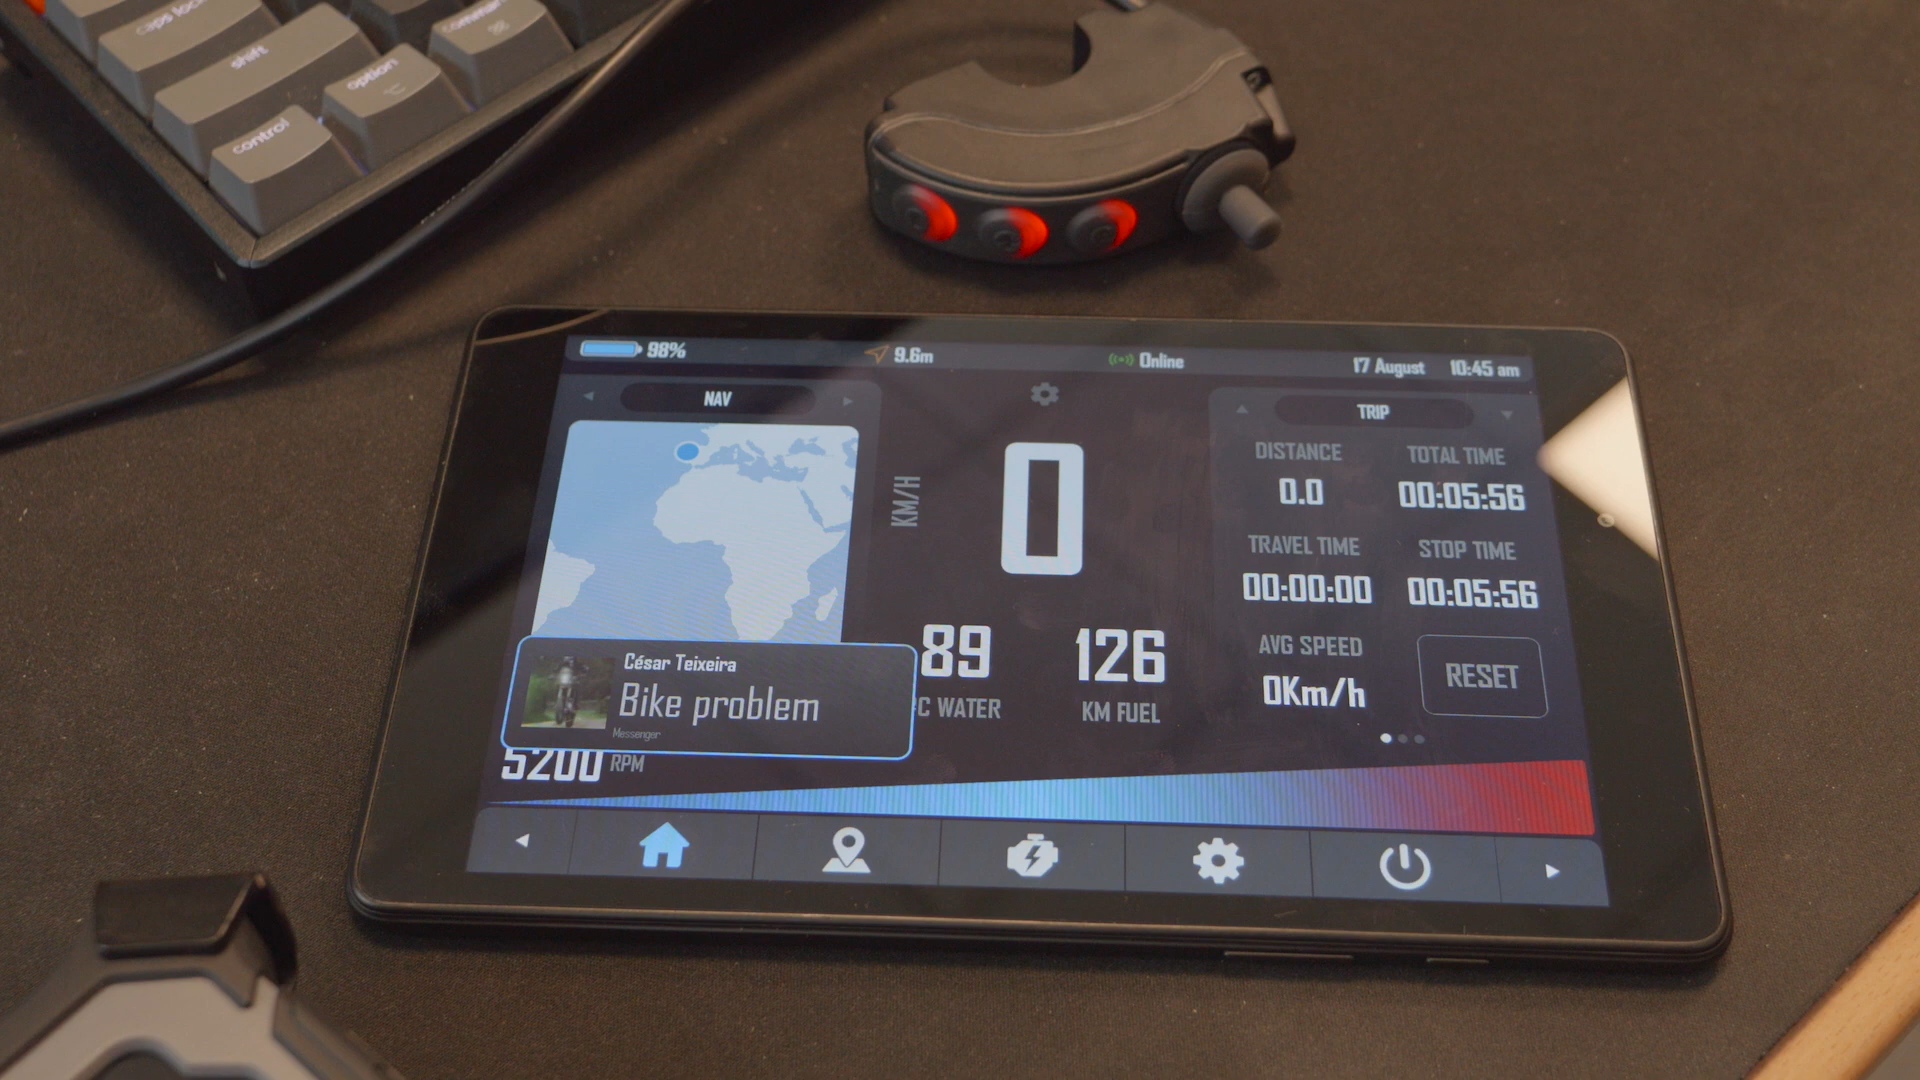 caps lock
shift
option
control
98%
9.6m
Online
17 August 10:45 am
NAV
TRIP
KM/H
0
DISTANCE
0.0
TOTAL TIME
00:05:56
TRAVEL TIME
00:00:00
STOP TIME
00:05:56
AVG SPEED
0Km/h
RESET
César Teixeira
Bike problem
Messenger
89
°C WATER
126
KM FUEL
5200 RPM